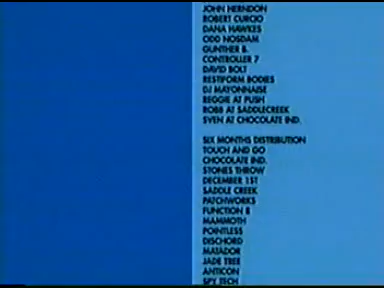 JOHN HERNDON
ROBERT CURCIO
DANA HAWKES
ODD NOSDAM
GUNTHER B.
CONTROLLER 7
DAVID BOLT
RESTIFORM BODIES
DJ MAYONNAISE
REGGIE AT PUSH
ROBB AT SADDLECREEK
SVEN AT CHOCOLATE IND.
SIX MONTHS DISTRIBUTION
TOUCH AND GO
CHOCOLATE IND.
STONES THROW
DECEMBER 1ST
SADDLE CREEK
PATCHWORKS
FUNCTION 8
MAMMOTH
POINTLESS
DISCHORD
MATADOR
JADE TREE
ANTICON
SPY TECH